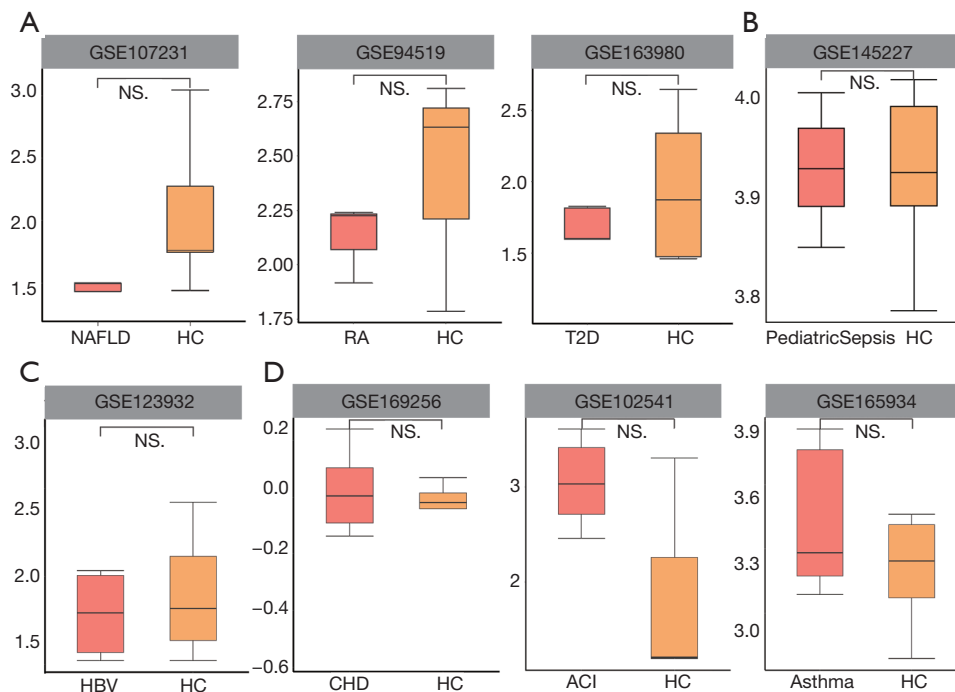 A
B
GSE107231
GSE94519
GSE163980
GSE145227
3.0
2.5
2.0
1.5
NS.
NAFLD HC
2.75
2.50
2.25
2.00
1.75
NS.
RA HC
2.5
2.0
1.5
NS.
T2D HC
4.0
3.9
3.8
NS.
PediatricSepsis HC
C
D
GSE123932
GSE169256
GSE102541
GSE165934
3.0
2.5
2.0
1.5
NS.
HBV HC
0.2
0.0
−0.2
−0.4
−0.6
NS.
CHD HC
3
2
NS.
ACI HC
3.9
3.6
3.3
3.0
NS.
Asthma HC